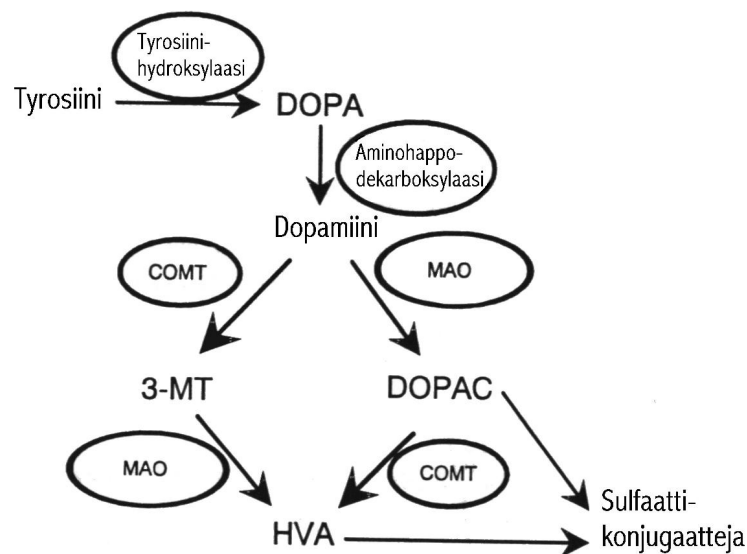 Tyrosiini-
hydroksylaasi
Tyrosiini
DOPA
Aminohappo-
dekarboksylaasi
Dopamiini
COMT
MAO
3-MT
DOPAC
MAO
COMT
HVA
Sulfaatti-
konjugaatteja